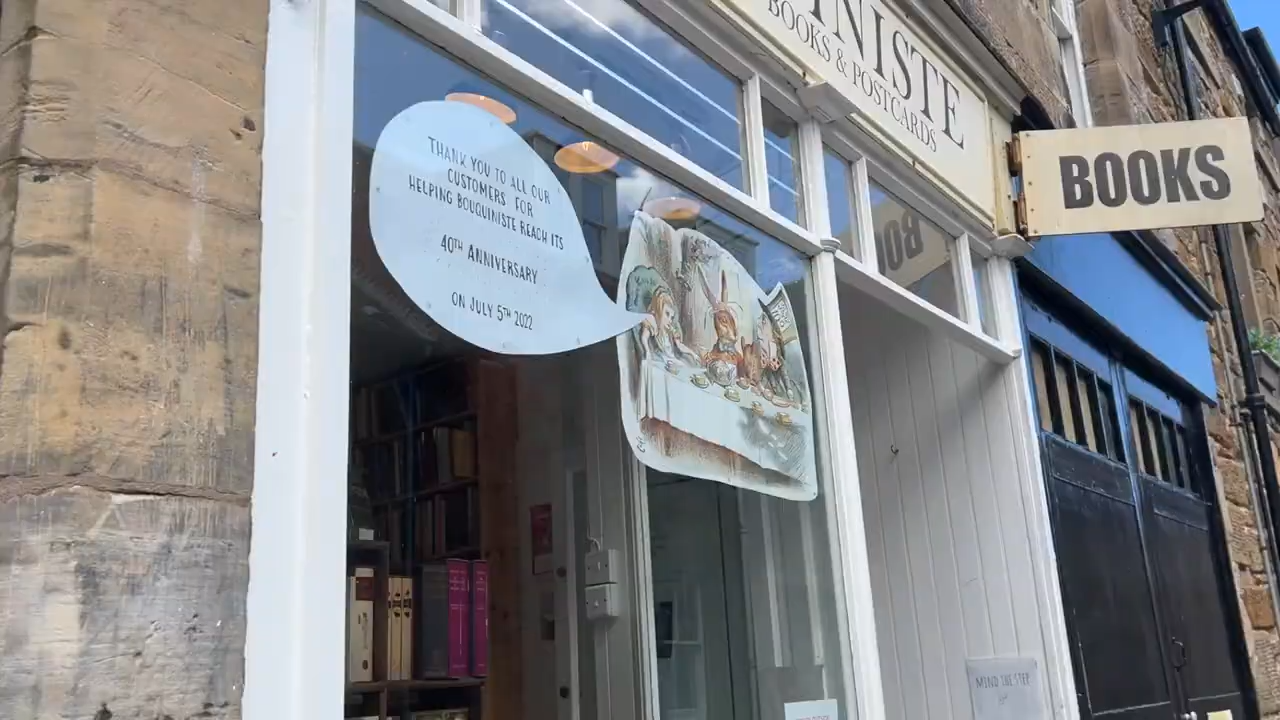 INISTE
BOOKS & POSTCARDS
BOOKS
THANK YOU TO ALL OUR
CUSTOMERS FOR
HELPING BOUQUINISTE REACH ITS
40TH ANNIVERSARY
ON JULY 5TH 2022
MIND THE STEP